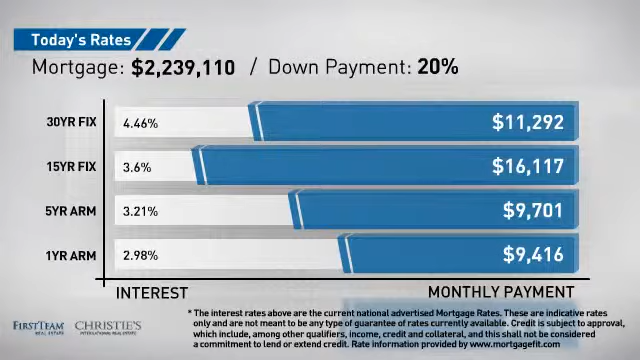 Today's Rates
Mortgage: $2,239,110 / Down Payment: 20%
30YR FIX 4.46% $11,292
15YR FIX 3.6% $16,117
5YR ARM 3.21% $9,701
1YR ARM 2.98% $9,416
INTEREST MONTHLY PAYMENT
* The interest rates above are the current national advertised Mortgage Rates. These are indicative rates
only and are not meant to be any type of guarantee of rates currently available. Credit is subject to approval,
which include, among other qualifiers, income, credit and collateral, and this shall not be considered
a commitment to lend or extend credit. Rate information provided by www.mortgagefit.com
FIRSTTEAM CHRISTIE'S
REAL ESTATE INTERNATIONAL REAL ESTATE